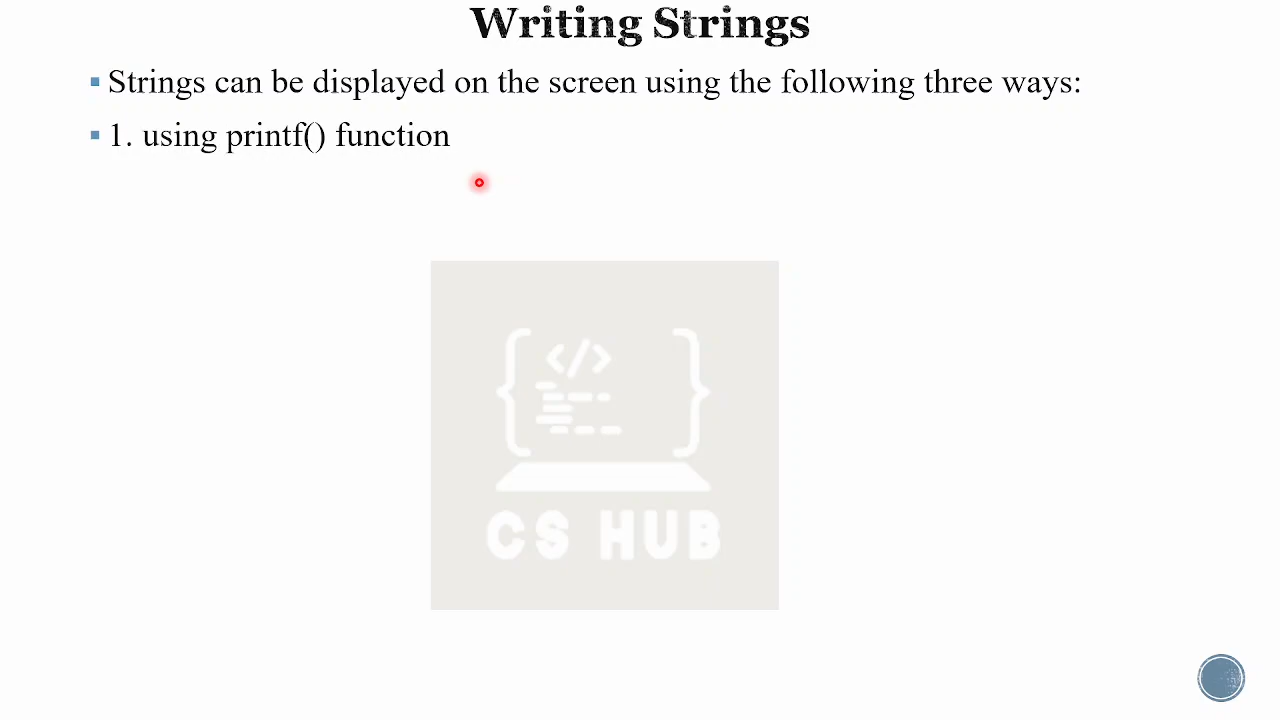 Writing Strings
Strings can be displayed on the screen using the following three ways:
1. using printf() function
</>
CS HUB